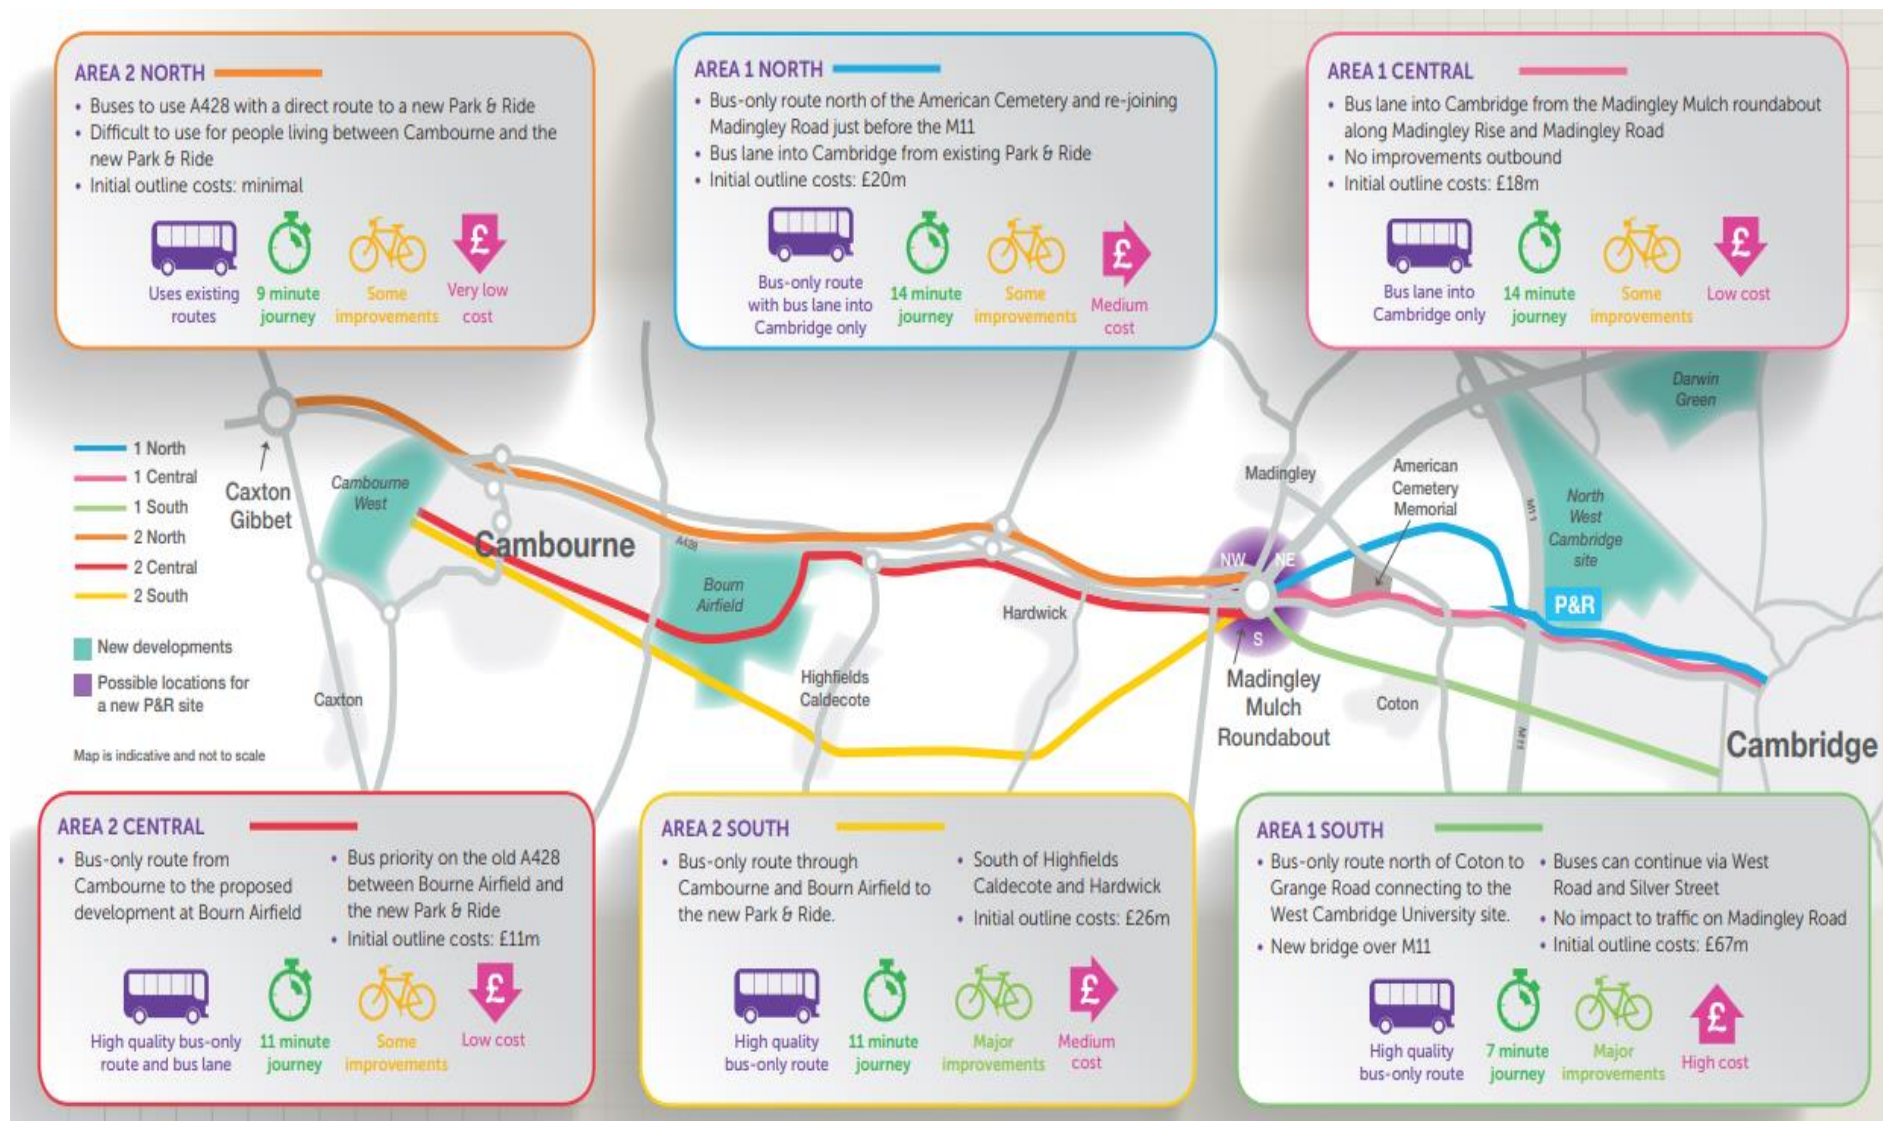 AREA 2 NORTH
• Buses to use A428 with a direct route to a new Park & Ride
• Difficult to use for people living between Cambourne and the
new Park & Ride
• Initial outline costs: minimal
Uses existing
routes
9 minute
journey
Some
improvements
£
Very low
cost
AREA 1 NORTH
• Bus-only route north of the American Cemetery and re-joining
Madingley Road just before the M11
• Bus lane into Cambridge from existing Park & Ride
• Initial outline costs: £20m
Bus-only route
with bus lane into
Cambridge only
14 minute
journey
Some
improvements
£
Medium
cost
AREA 1 CENTRAL
• Bus lane into Cambridge from the Madingley Mulch roundabout
along Madingley Rise and Madingley Road
• No improvements outbound
• Initial outline costs: £18m
Bus lane into
Cambridge only
14 minute
journey
Some
improvements
£
Low cost
1 North
1 Central
1 South
2 North
2 Central
2 South
New developments
Possible locations for
a new P&R site
Map is indicative and not to scale
Caxton
Gibbet
Cambourne
West
Cambourne
Caxton
A428
Bourn
Airfield
Highfields
Caldecote
Hardwick
Madingley
NW
NE
S
Madingley
Mulch
Roundabout
American
Cemetery
Memorial
Coton
M11
M11
North
West
Cambridge
site
Darwin
Green
P&R
Cambridge
AREA 2 CENTRAL
• Bus-only route from
Cambourne to the proposed
development at Bourn Airfield
• Bus priority on the old A428
between Bourne Airfield and
the new Park & Ride
• Initial outline costs: £11m
High quality bus-only
route and bus lane
11 minute
journey
Some
improvements
£
Low cost
AREA 2 SOUTH
• Bus-only route through
Cambourne and Bourn Airfield to
the new Park & Ride.
• South of Highfields
Caldecote and Hardwick
• Initial outline costs: £26m
High quality
bus-only route
11 minute
journey
Major
improvements
£
Medium
cost
AREA 1 SOUTH
• Bus-only route north of Coton to
Grange Road connecting to the
West Cambridge University site.
• New bridge over M11
• Buses can continue via West
Road and Silver Street
• No impact to traffic on Madingley Road
• Initial outline costs: £67m
High quality
bus-only route
7 minute
journey
Major
improvements
£
High cost